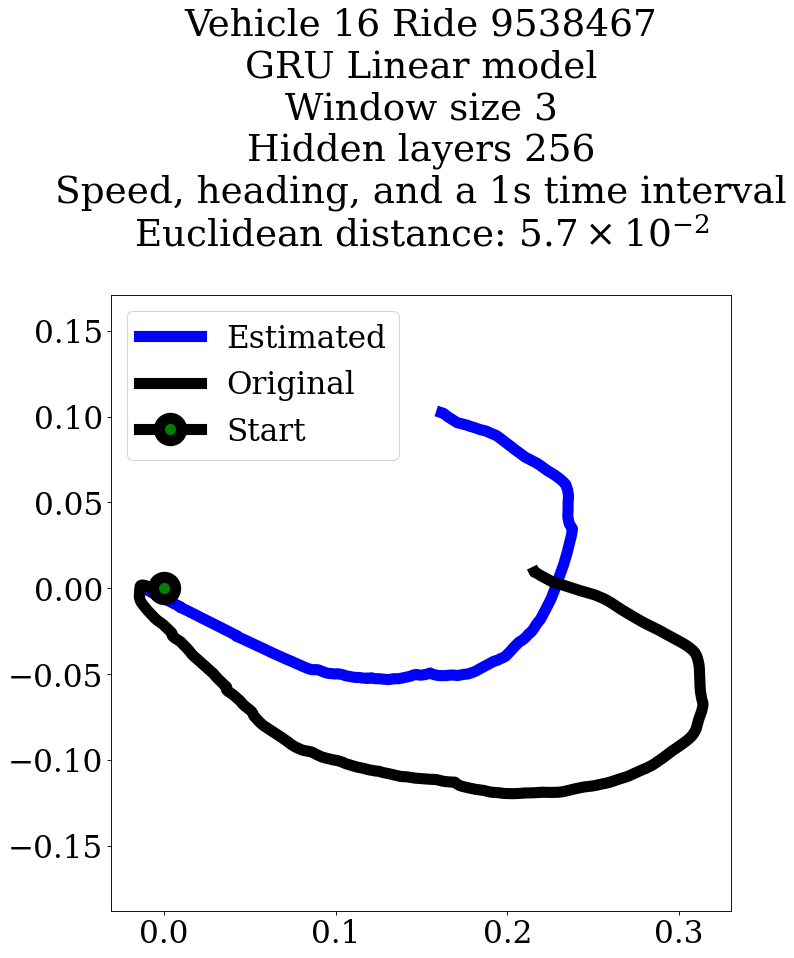 Vehicle 16 Ride 9538467
GRU Linear model
Window size 3
Hidden layers 256
Speed, heading, and a 1s time interval
Euclidean distance: 5.7 × 10⁻²
Estimated
Original
Start
0.15
0.10
0.05
0.00
−0.05
−0.10
−0.15
0.0 0.1 0.2 0.3